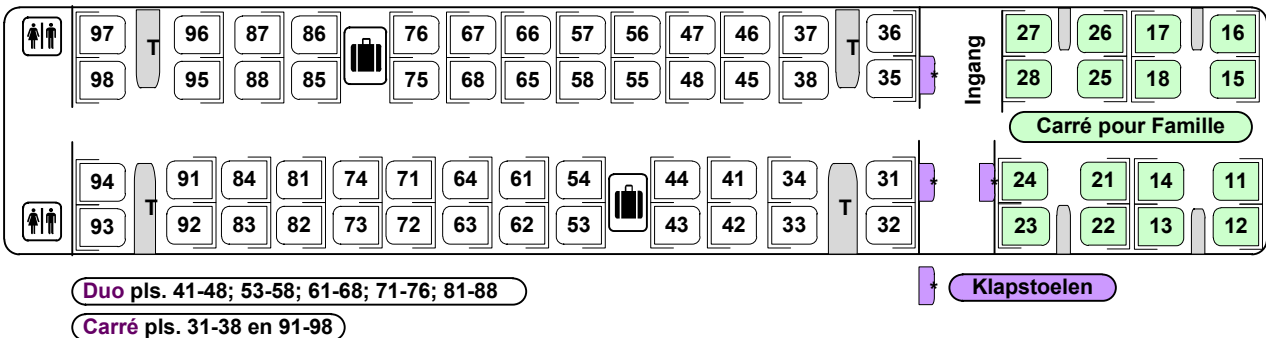 97 T 96 87 86 76 67 66 57 56 47 46 37 T 36 27 26 17 16
98 95 88 85 75 68 65 58 55 48 45 38 35 * Ingang 28 25 18 15
Carré pour Famille
94 T 91 84 81 74 71 64 61 54 44 41 34 T 31 * * 24 21 14 11
93 92 83 82 73 72 63 62 53 43 42 33 32 23 22 13 12
Duo pls. 41-48; 53-58; 61-68; 71-76; 81-88
* Klapstoelen
Carré pls. 31-38 en 91-98